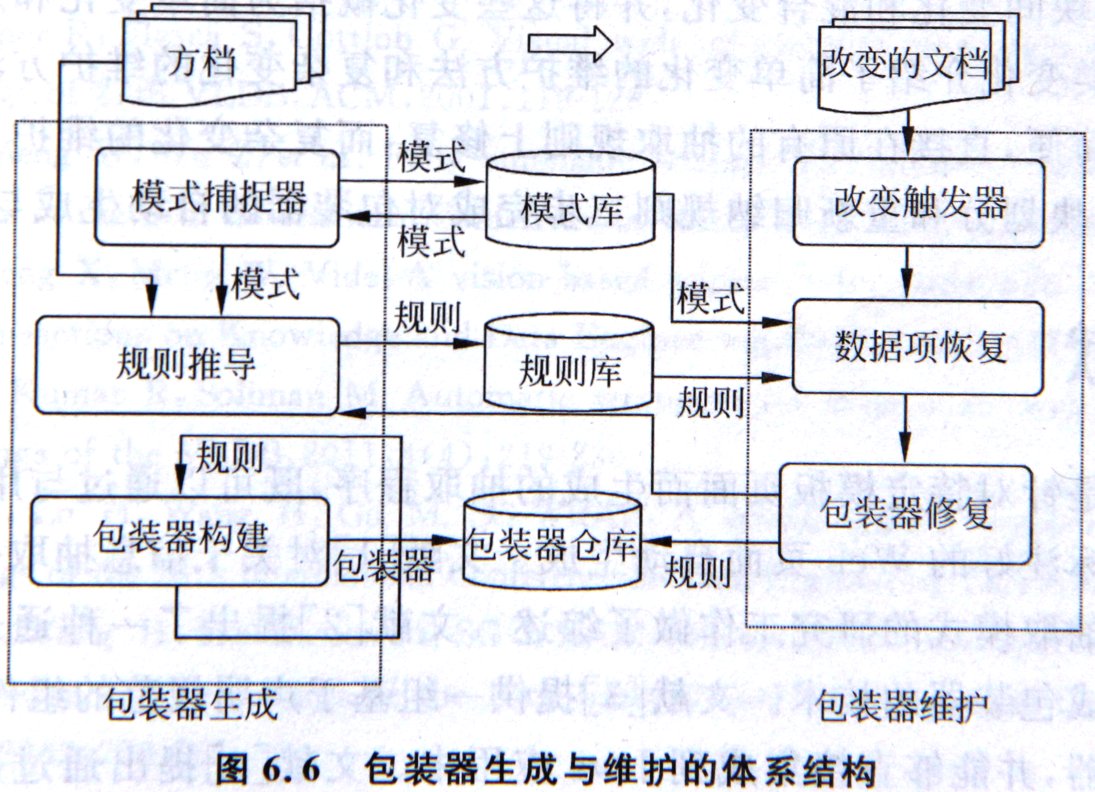 方档
改变的文档
模式捕捉器
模式
模式库
模式
改变触发器
模式
模式
规则推导
规则
规则库
规则
数据项恢复
规则
包装器构建
包装器
包装器仓库
规则
包装器修复
包装器生成
包装器维护
图 6.6 包装器生成与维护的体系结构